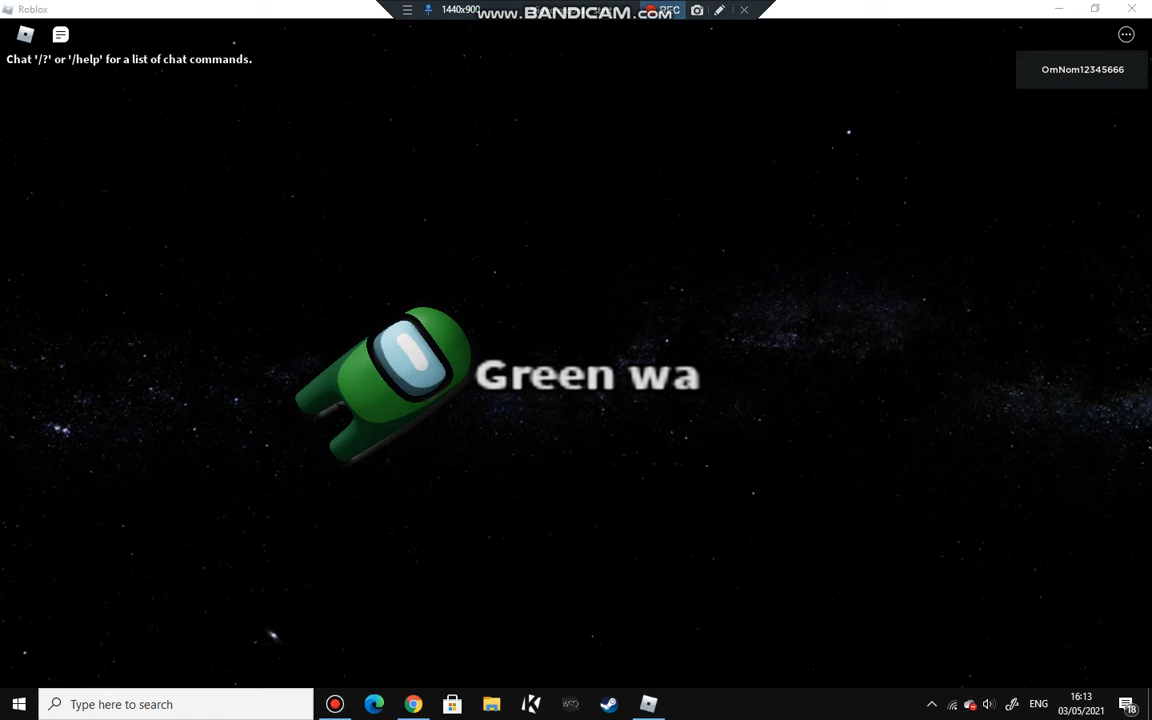 Roblox
1440x900
www.BANDICAM.com
REC
Chat '/?' or '/help' for a list of chat commands.
OmNom12345666
Green wa
Type here to search
ENG
16:13
03/05/2021
18